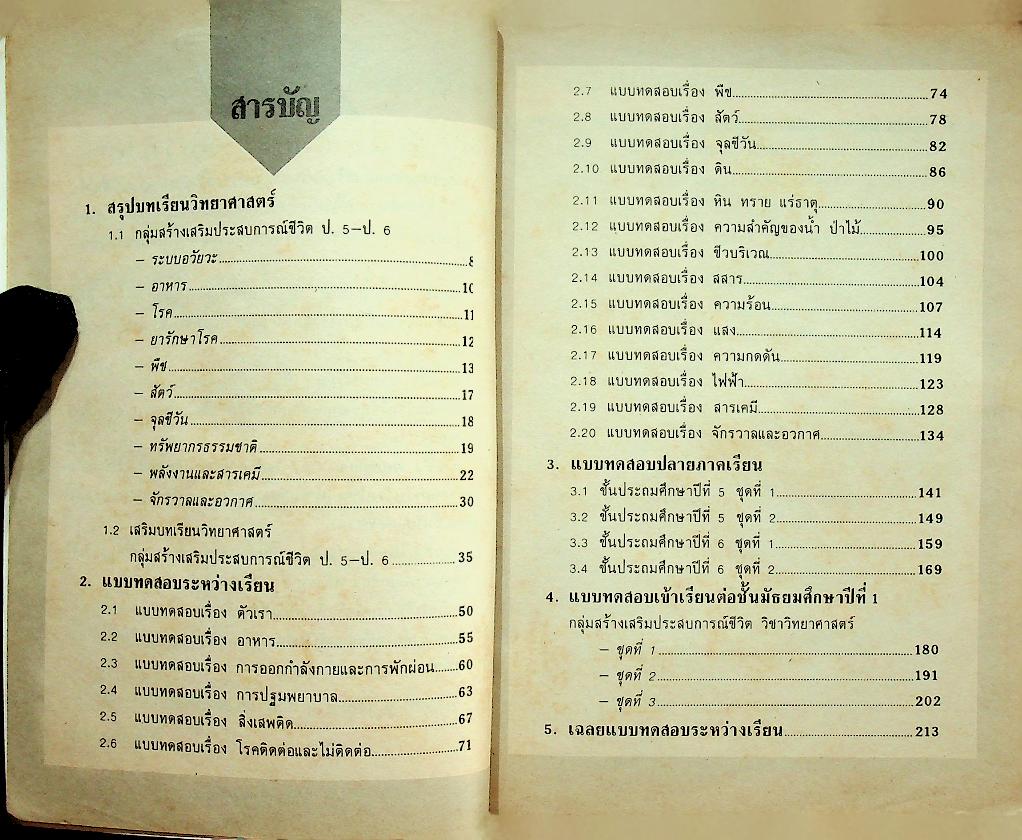 สารบัญ
1. สรุปบทเรียนวิทยาศาสตร์
1.1 กลุ่มสร้างเสริมประสบการณ์ชีวิต ป. 5–ป. 6
– ระบบอวัยวะ..............................8
– อาหาร..............................10
– โรค..............................11
– ยารักษาโรค..............................12
– พืช..............................13
– สัตว์..............................17
– จุลชีวัน..............................18
– ทรัพยากรธรรมชาติ..............................19
– พลังงานและสารเคมี..............................22
– จักรวาลและอวกาศ..............................30
1.2 เสริมบทเรียนวิทยาศาสตร์
กลุ่มสร้างเสริมประสบการณ์ชีวิต ป. 5–ป. 6..............35
2. แบบทดสอบระหว่างเรียน
2.1 แบบทดสอบเรื่อง ตัวเรา..............................50
2.2 แบบทดสอบเรื่อง อาหาร..............................55
2.3 แบบทดสอบเรื่อง การออกกำลังกายและการพักผ่อน.......60
2.4 แบบทดสอบเรื่อง การปฐมพยาบาล..............................63
2.5 แบบทดสอบเรื่อง สิ่งเสพติด..............................67
2.6 แบบทดสอบเรื่อง โรคติดต่อและไม่ติดต่อ......................71
2.7 แบบทดสอบเรื่อง พืช..............................74
2.8 แบบทดสอบเรื่อง สัตว์..............................78
2.9 แบบทดสอบเรื่อง จุลชีวัน..............................82
2.10 แบบทดสอบเรื่อง ดิน..............................86
2.11 แบบทดสอบเรื่อง หิน ทราย แร่ธาตุ..............................90
2.12 แบบทดสอบเรื่อง ความสำคัญของน้ำ ป่าไม้....................95
2.13 แบบทดสอบเรื่อง ชีวบริเวณ..............................100
2.14 แบบทดสอบเรื่อง สสาร..............................104
2.15 แบบทดสอบเรื่อง ความร้อน..............................107
2.16 แบบทดสอบเรื่อง แสง..............................114
2.17 แบบทดสอบเรื่อง ความกดดัน..............................119
2.18 แบบทดสอบเรื่อง ไฟฟ้า..............................123
2.19 แบบทดสอบเรื่อง สารเคมี..............................128
2.20 แบบทดสอบเรื่อง จักรวาลและอวกาศ..............................134
3. แบบทดสอบปลายภาคเรียน
3.1 ชั้นประถมศึกษาปีที่ 5 ชุดที่ 1..............................141
3.2 ชั้นประถมศึกษาปีที่ 5 ชุดที่ 2..............................149
3.3 ชั้นประถมศึกษาปีที่ 6 ชุดที่ 1..............................159
3.4 ชั้นประถมศึกษาปีที่ 6 ชุดที่ 2..............................169
4. แบบทดสอบเข้าเรียนต่อชั้นมัธยมศึกษาปีที่ 1
กลุ่มสร้างเสริมประสบการณ์ชีวิต วิชาวิทยาศาสตร์
– ชุดที่ 1..............................180
– ชุดที่ 2..............................191
– ชุดที่ 3..............................202
5. เฉลยแบบทดสอบระหว่างเรียน..............................213